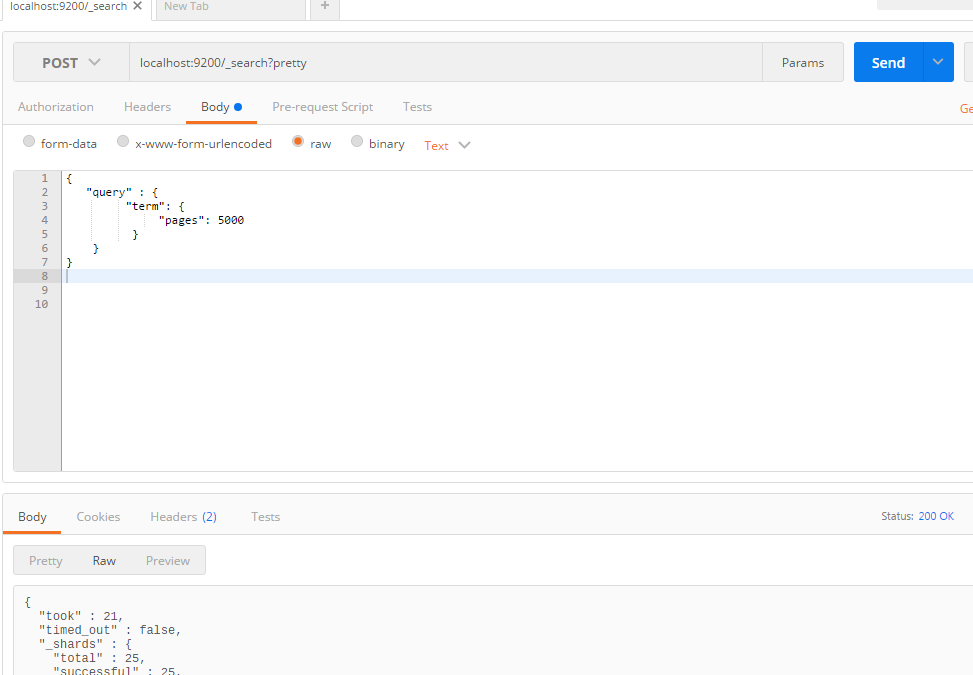 localhost:9200/_search ✕ New Tab +
POST localhost:9200/_search?pretty Params Send
Authorization Headers Body Pre-request Script Tests Ge
form-data x-www-form-urlencoded raw binary Text
1 {
2 "query" : {
3 "term": {
4 "pages": 5000
5 }
6 }
7 }
8
9
10
Body Cookies Headers (2) Tests Status: 200 OK
Pretty Raw Preview
{
"took" : 21,
"timed_out" : false,
"_shards" : {
"total" : 25,
"successful" : 25,